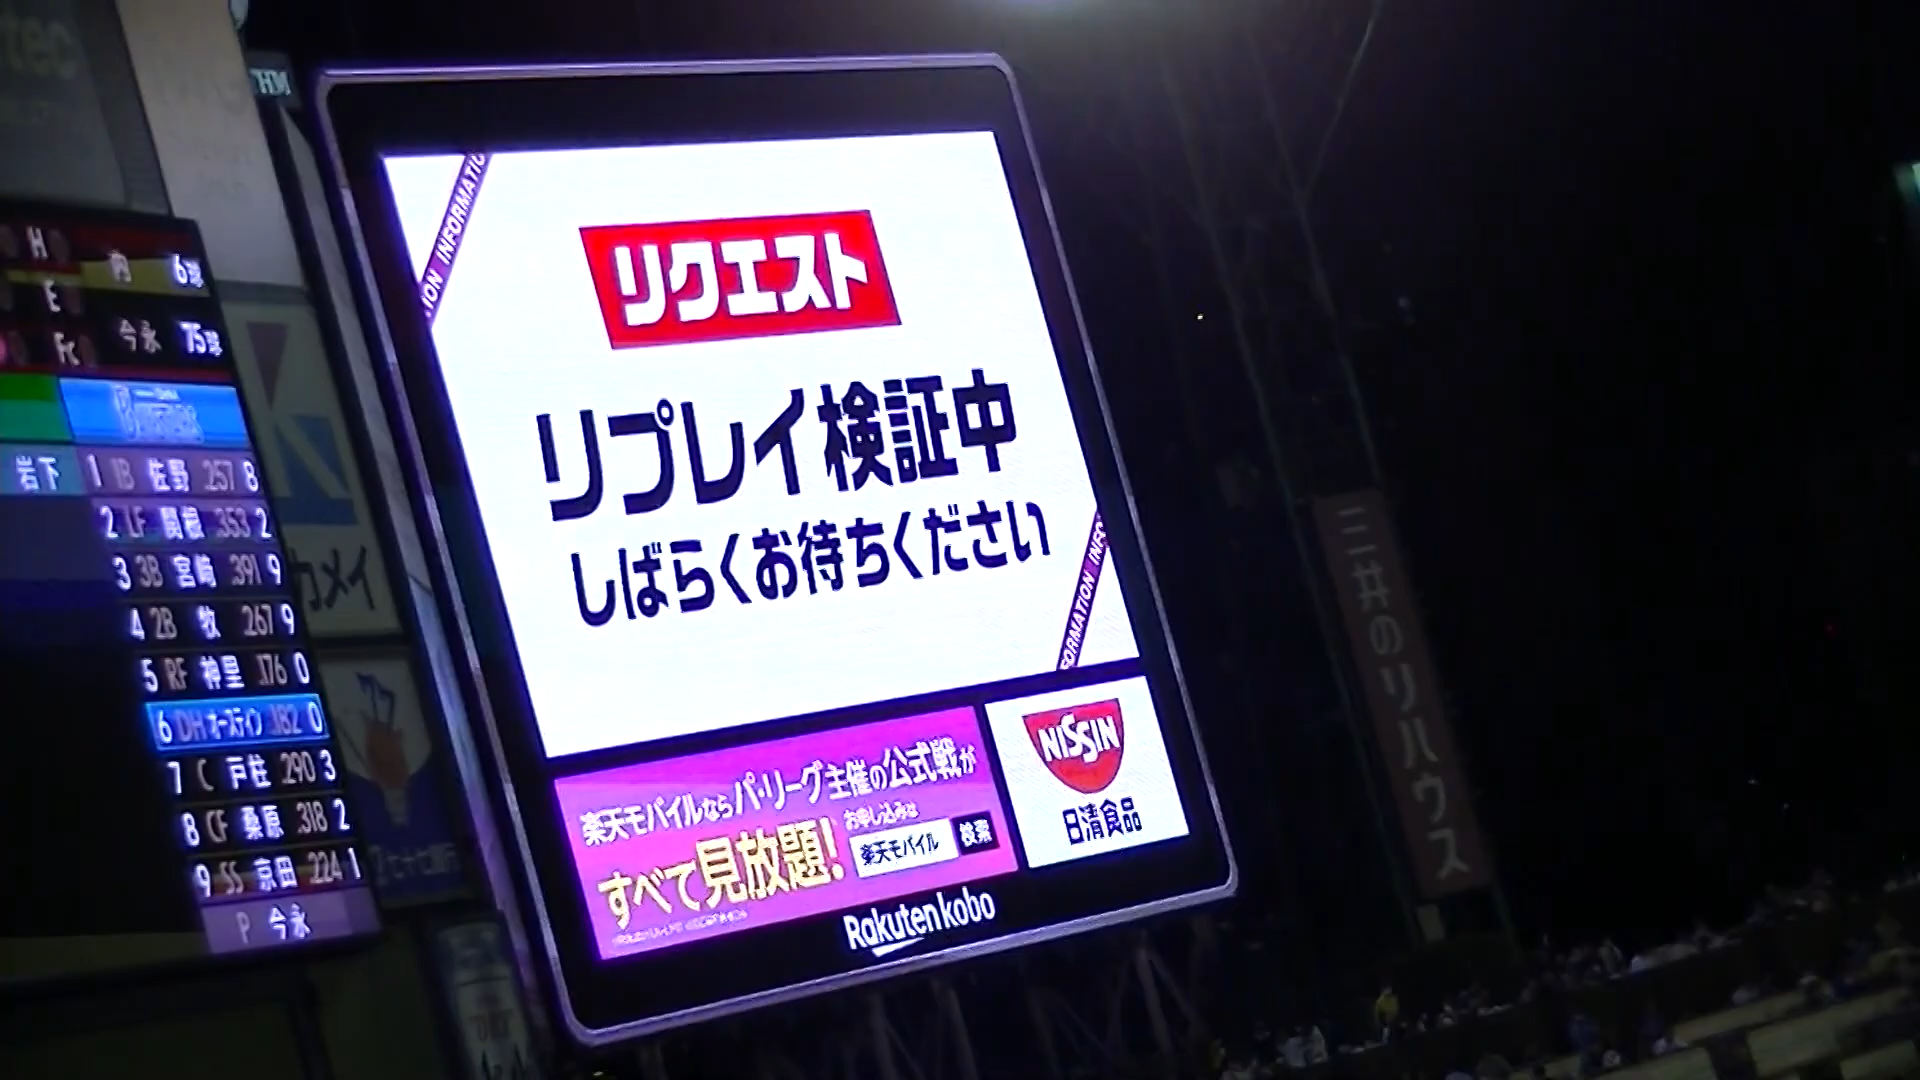 THM
INFORMATION
リクエスト
リプレイ検証中
しばらくお待ちください
楽天モバイルならパ・リーグ主催の公式戦が
すべて見放題!
お申し込みは
楽天モバイル 検索
NISSIN
日清食品
Rakuten kobo
H 6球
E
Fc 今永 75球
岩下
1 1B 佐野 .257 8
2 LF 関根 .353 2
3 3B 宮﨑 .391 9
4 2B 牧 .267 9
5 RF 神里 .176 0
6 DH オースティン .182 0
7 C 戸柱 .290 3
8 CF 桑原 .318 2
9 SS 京田 .224 1
P 今永
カメイ
三井のリハウス